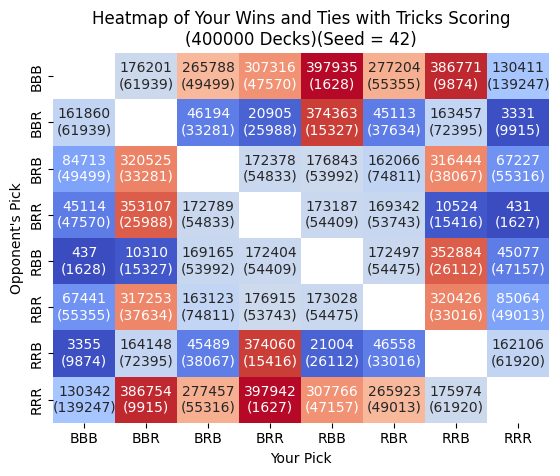 Heatmap of Your Wins and Ties with Tricks Scoring
(400000 Decks)(Seed = 42)
BBB
176201 265788 307316 397935 277204 386771 130411
(61939) (49499) (47570) (1628) (55355) (9874) (139247)
BBR
161860 46194 20905 374363 45113 163457 3331
(61939) (33281) (25988) (15327) (37634) (72395) (9915)
BRB
84713 320525 172378 176843 162066 316444 67227
(49499) (33281) (54833) (53992) (74811) (38067) (55316)
BRR
45114 353107 172789 173187 169342 10524 431
(47570) (25988) (54833) (54409) (53743) (15416) (1627)
RBB
437 10310 169165 172404 172497 352884 45077
(1628) (15327) (53992) (54409) (54475) (26112) (47157)
RBR
67441 317253 163123 176915 173028 320426 85064
(55355) (37634) (74811) (53743) (54475) (33016) (49013)
RRB
3355 164148 45489 374060 21004 46558 162106
(9874) (72395) (38067) (15416) (26112) (33016) (61920)
RRR
130342 386754 277457 397942 307766 265923 175974
(139247) (9915) (55316) (1627) (47157) (49013) (61920)
Opponent's Pick
BBB BBR BRB BRR RBB RBR RRB RRR
Your Pick